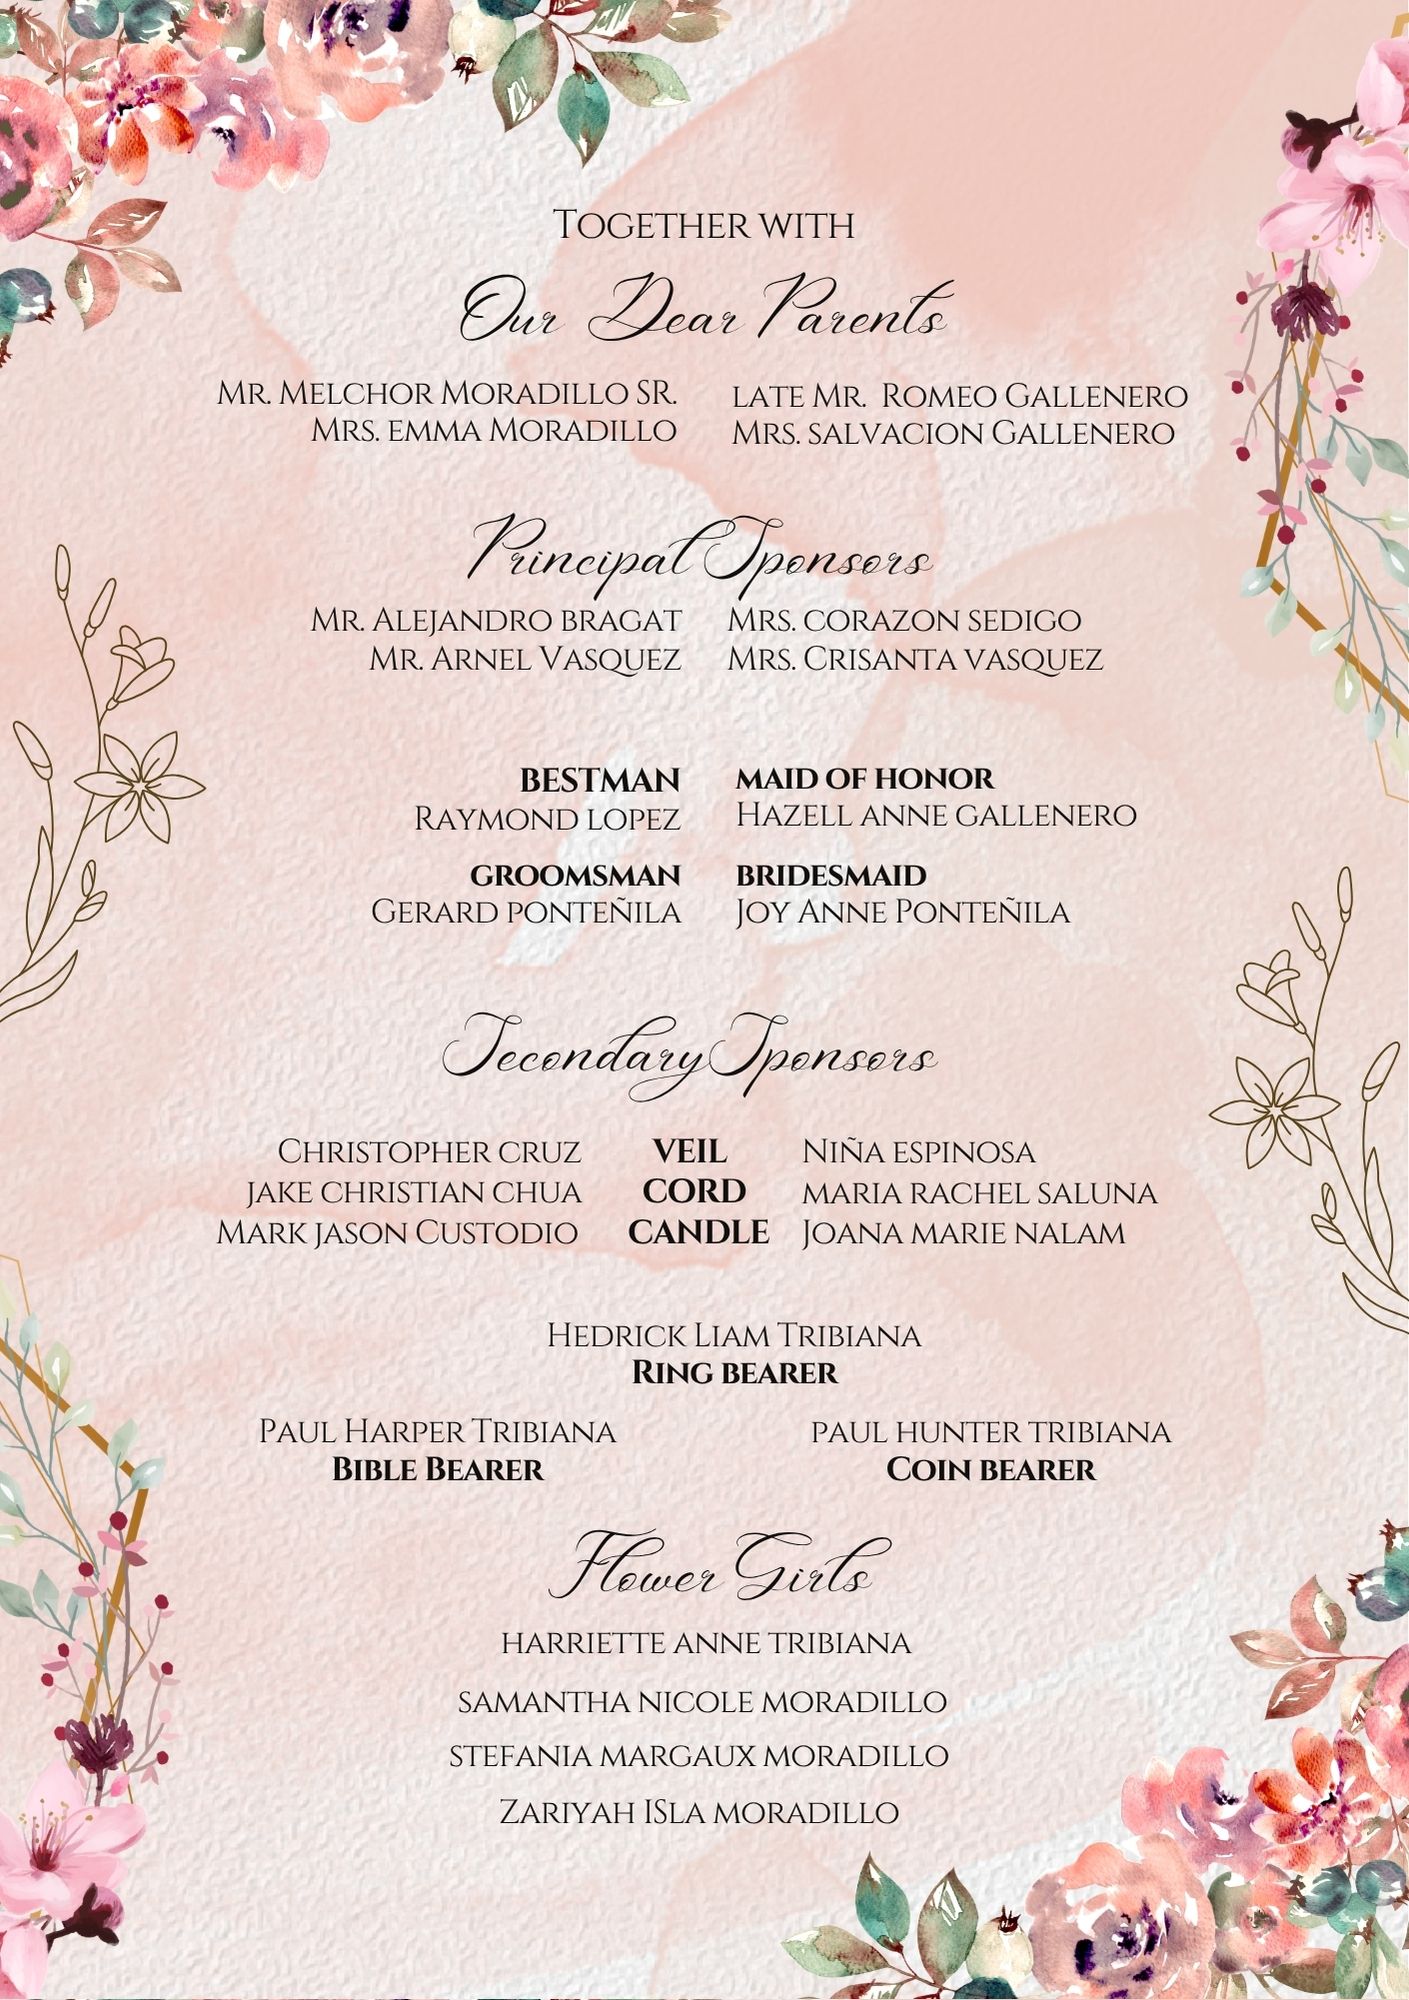 Together with
Our Dear Parents
Mr. Melchor Moradillo Sr.
Mrs. Emma Moradillo
late Mr. Romeo Gallenero
Mrs. salvacion Gallenero
Principal Sponsors
Mr. Alejandro bragat
Mr. Arnel Vasquez
Mrs. corazon sedigo
Mrs. Crisanta vasquez
BESTMAN
Raymond lopez
MAID OF HONOR
Hazell anne gallenero
GROOMSMAN
Gerard ponteñila
BRIDESMAID
Joy Anne Ponteñila
Secondary Sponsors
Christopher cruz VEIL Niña espinosa
jake christian chua CORD maria rachel saluna
Mark jason Custodio CANDLE Joana marie nalam
Hedrick Liam Tribiana
Ring bearer
Paul Harper Tribiana
Bible Bearer
paul hunter tribiana
Coin bearer
Flower Girls
harriette anne tribiana
samantha nicole moradillo
stefania margaux moradillo
Zariyah Isla moradillo